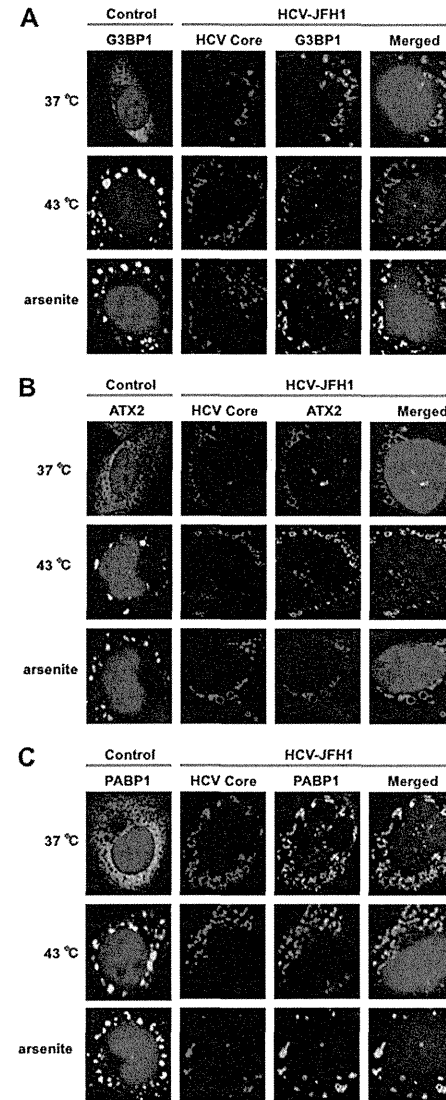 A
Control HCV-JFH1
G3BP1 HCV Core G3BP1 Merged
37 °C
43 °C
arsenite
B
Control HCV-JFH1
ATX2 HCV Core ATX2 Merged
37 °C
43 °C
arsenite
C
Control HCV-JFH1
PABP1 HCV Core PABP1 Merged
37 °C
43 °C
arsenite